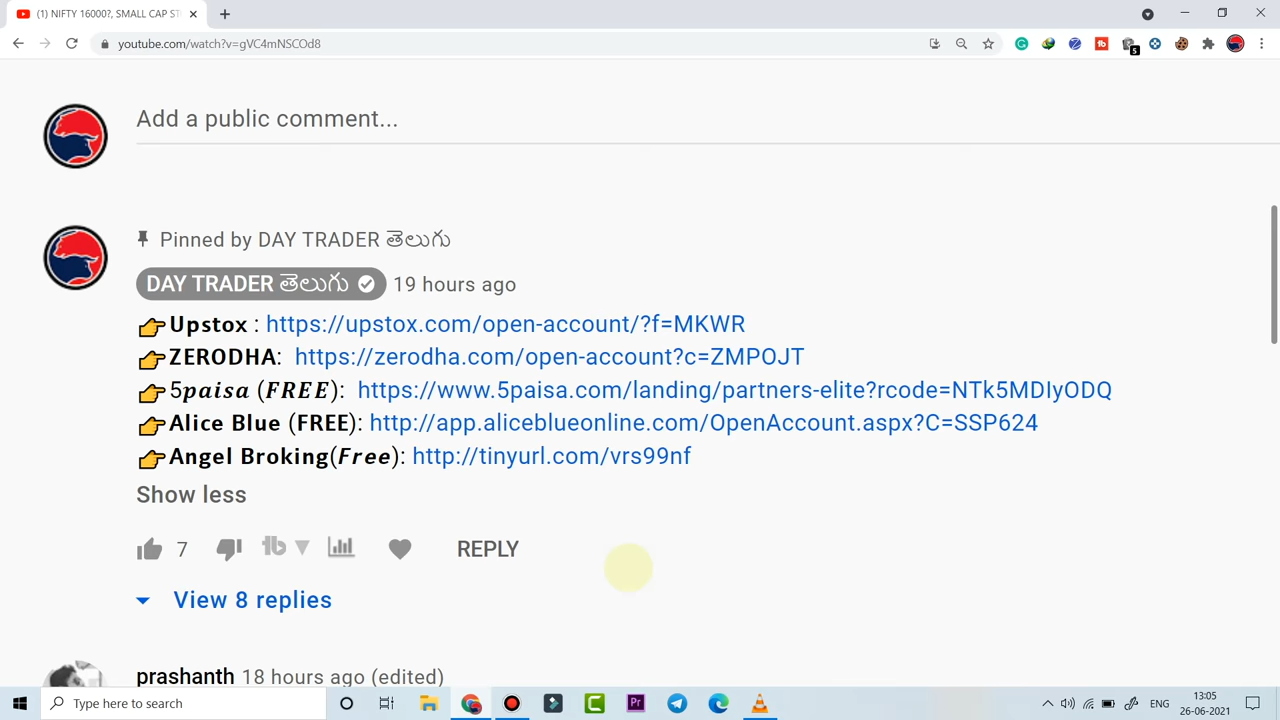 (1) NIFTY 16000?, SMALL CAP ST
youtube.com/watch?v=gVC4mNSCOd8
5
Add a public comment...
Pinned by DAY TRADER తెలుగు
DAY TRADER తెలుగు 19 hours ago
👉Upstox : https://upstox.com/open-account/?f=MKWR
👉ZERODHA: https://zerodha.com/open-account?c=ZMPOJT
👉5paisa (FREE): https://www.5paisa.com/landing/partners-elite?rcode=NTk5MDIyODQ
👉Alice Blue (FREE): http://app.aliceblueonline.com/OpenAccount.aspx?C=SSP624
👉Angel Broking(Free): http://tinyurl.com/vrs99nf
Show less
7 REPLY
View 8 replies
prashanth 18 hours ago (edited)
Type here to search
Pr
ENG
13:05
26-06-2021